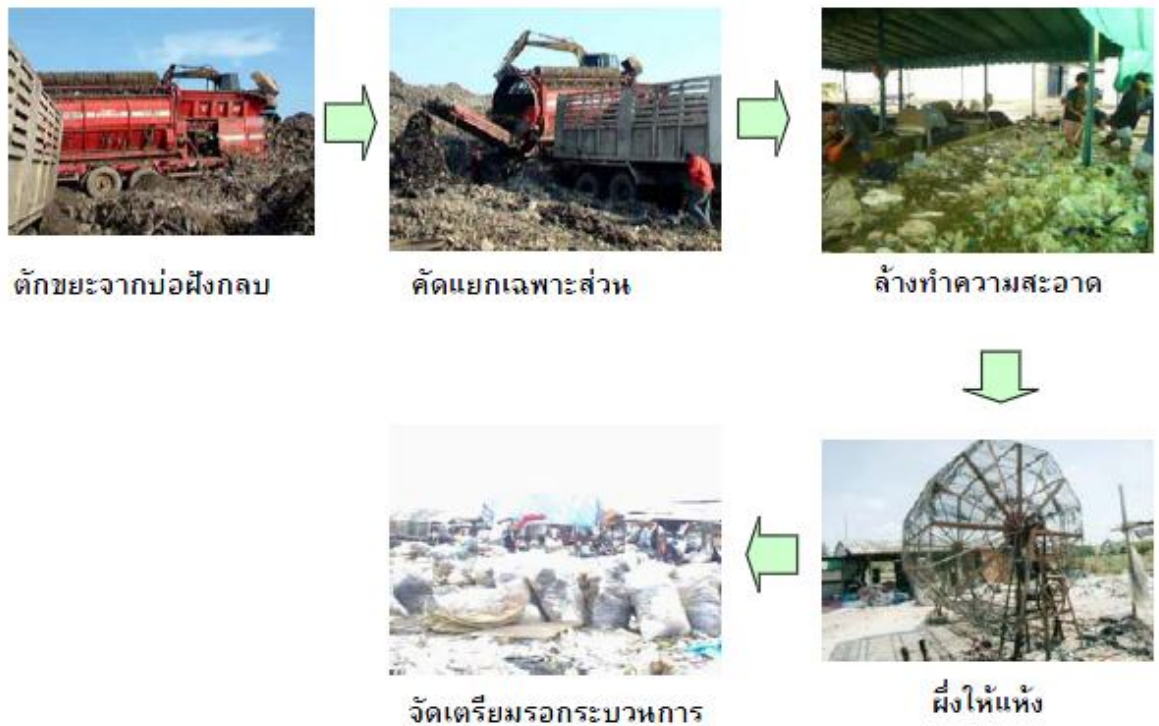 ตักขยะจากบ่อฝังกลบ
คัดแยกเฉพาะส่วน
ล้างทำความสะอาด
ผึ่งให้แห้ง
จัดเตรียมรอกระบวนการ